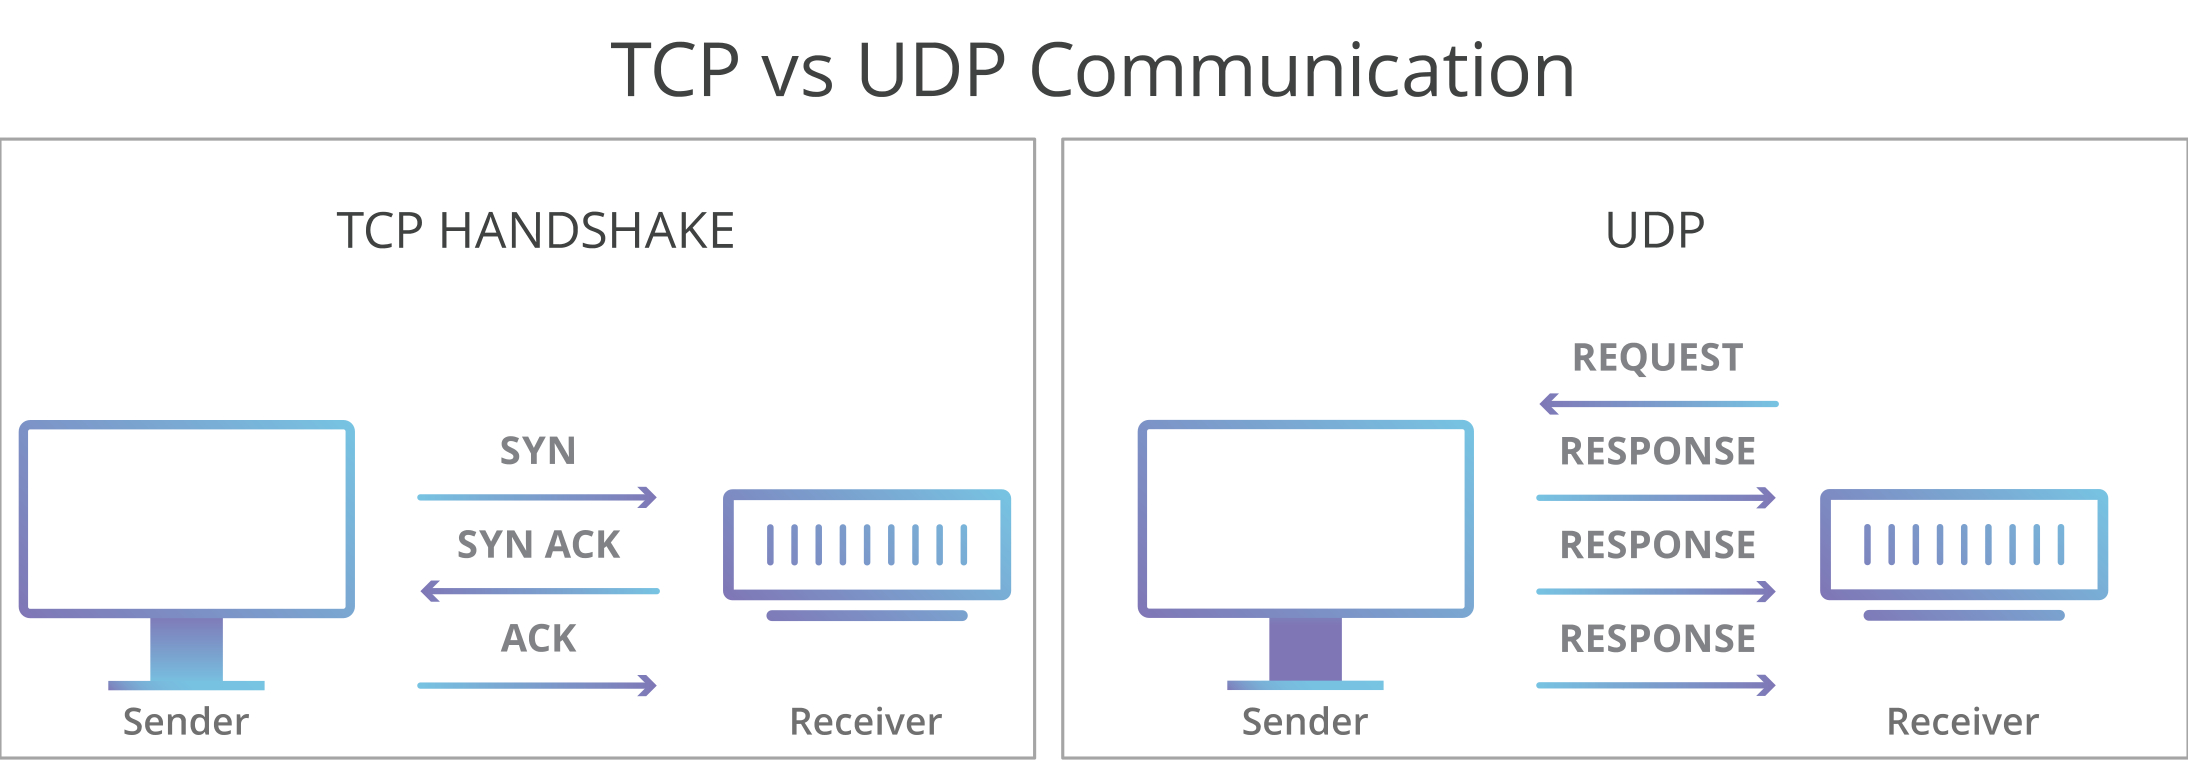 TCP vs UDP Communication
TCP HANDSHAKE
SYN
SYN ACK
ACK
Sender
Receiver
UDP
REQUEST
RESPONSE
RESPONSE
RESPONSE
Sender
Receiver